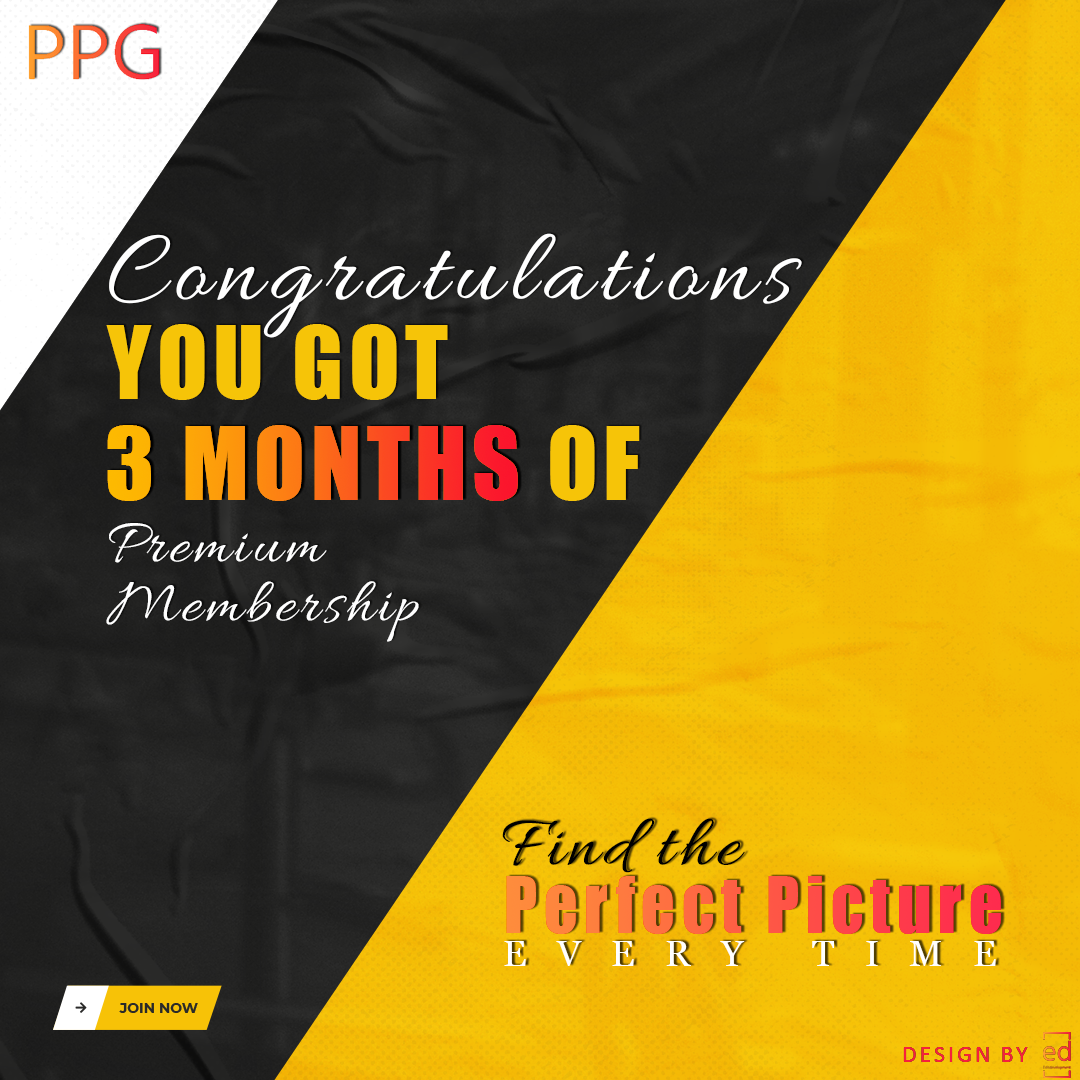 PPG
Congratulations
YOU GOT
3 MONTHS OF
Premium
Membership
Find the
Perfect Picture
EVERY TIME
JOIN NOW
DESIGN BY ed